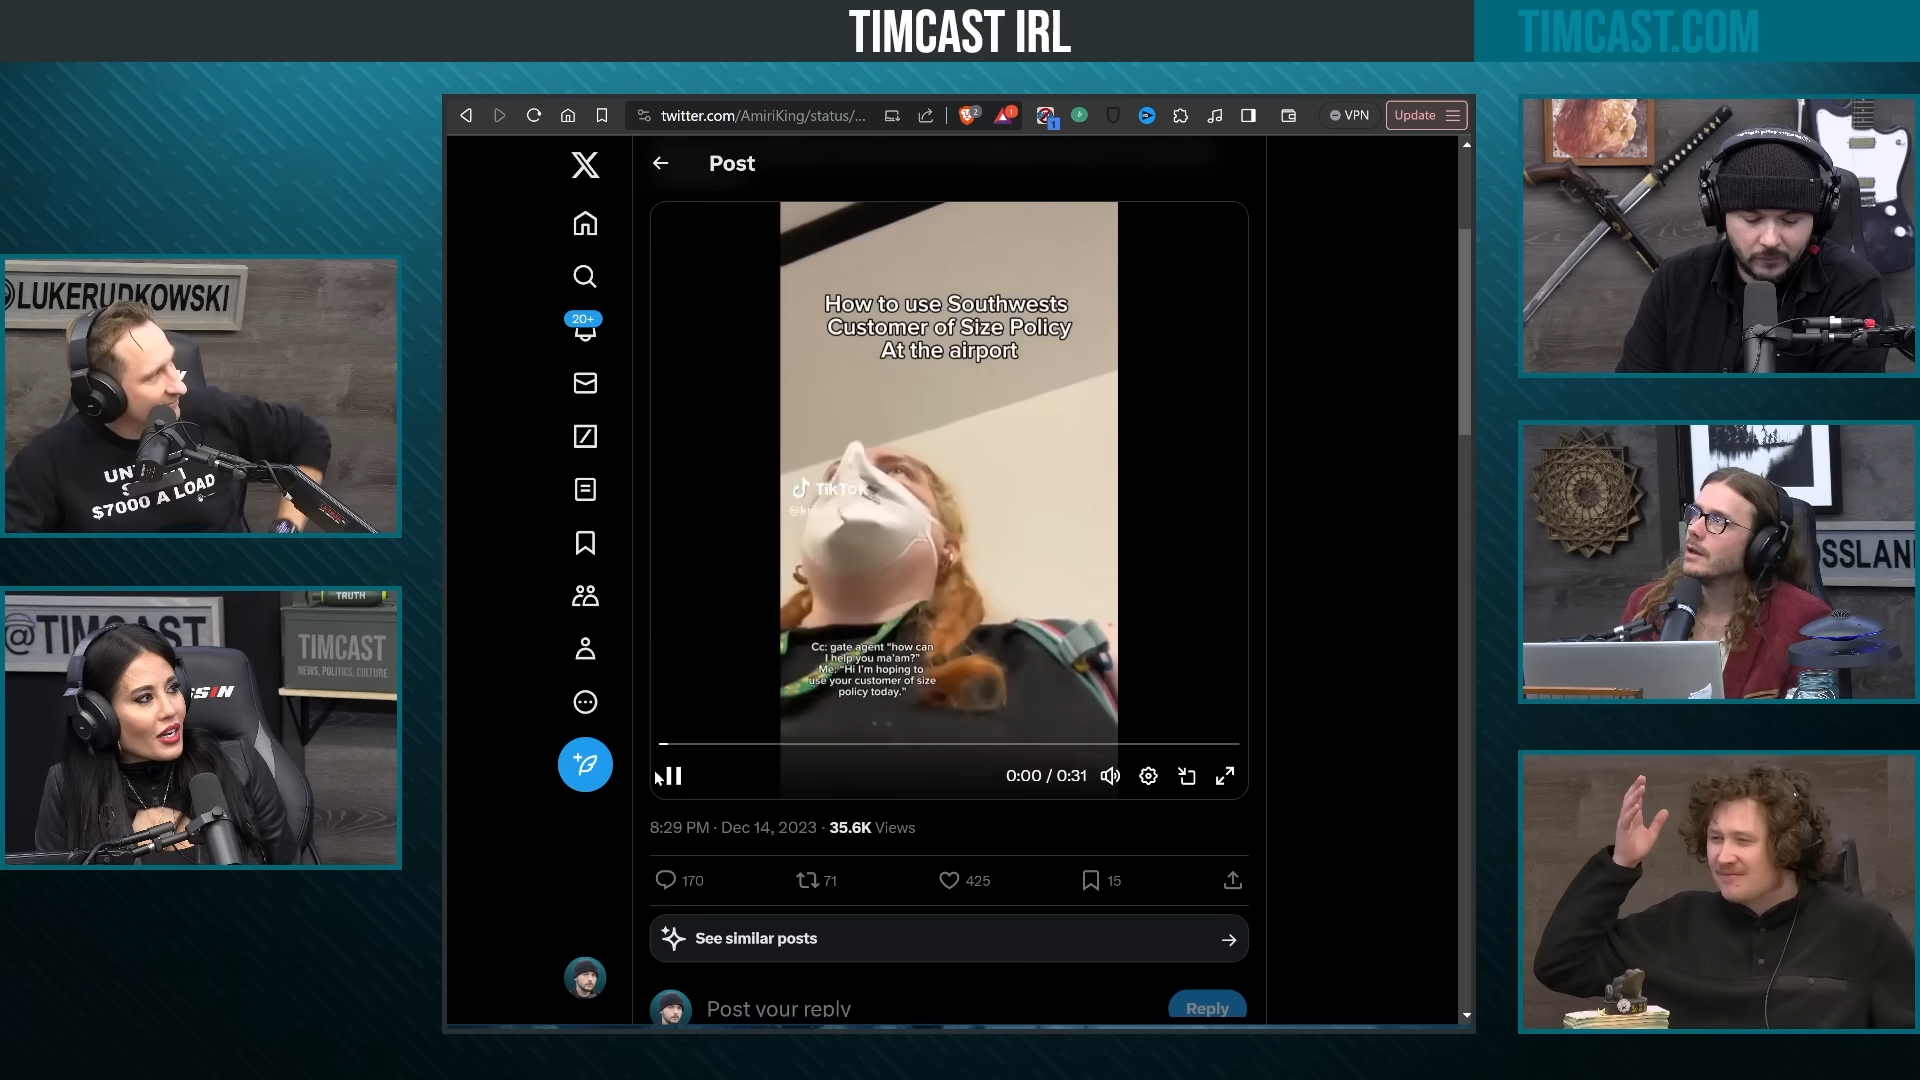 TIMCAST IRL
TIMCAST.COM
twitter.com/AmiriKing/status/...
2
1
1
VPN
Update
Post
How to use Southwests
Customer of Size Policy
At the airport
20+
TikTok
Cc: gate agent “how can
I help you ma'am?”
Me: “Hi I'm hoping to
use your customer of size
policy today.”
0:00 / 0:31
8:29 PM · Dec 14, 2023 · 35.6K Views
170
71
425
15
See similar posts
Post your reply
Reply
@LUKERUDKOWSKI
$7000 A LOAD
@TIMCAST
TRUTH
TIMCAST
NEWS, POLITICS, CULTURE
OSSLAN